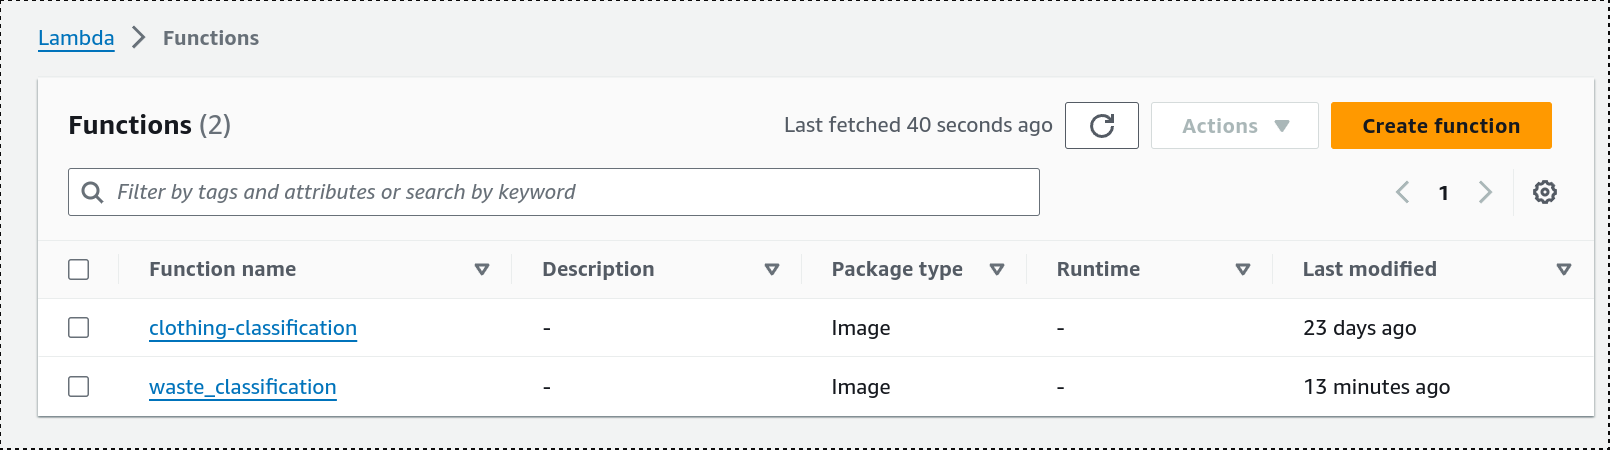 Lambda > Functions
Functions (2) Last fetched 40 seconds ago Actions Create function
Filter by tags and attributes or search by keyword 1
Function name Description Package type Runtime Last modified
clothing-classification - Image - 23 days ago
waste_classification - Image - 13 minutes ago